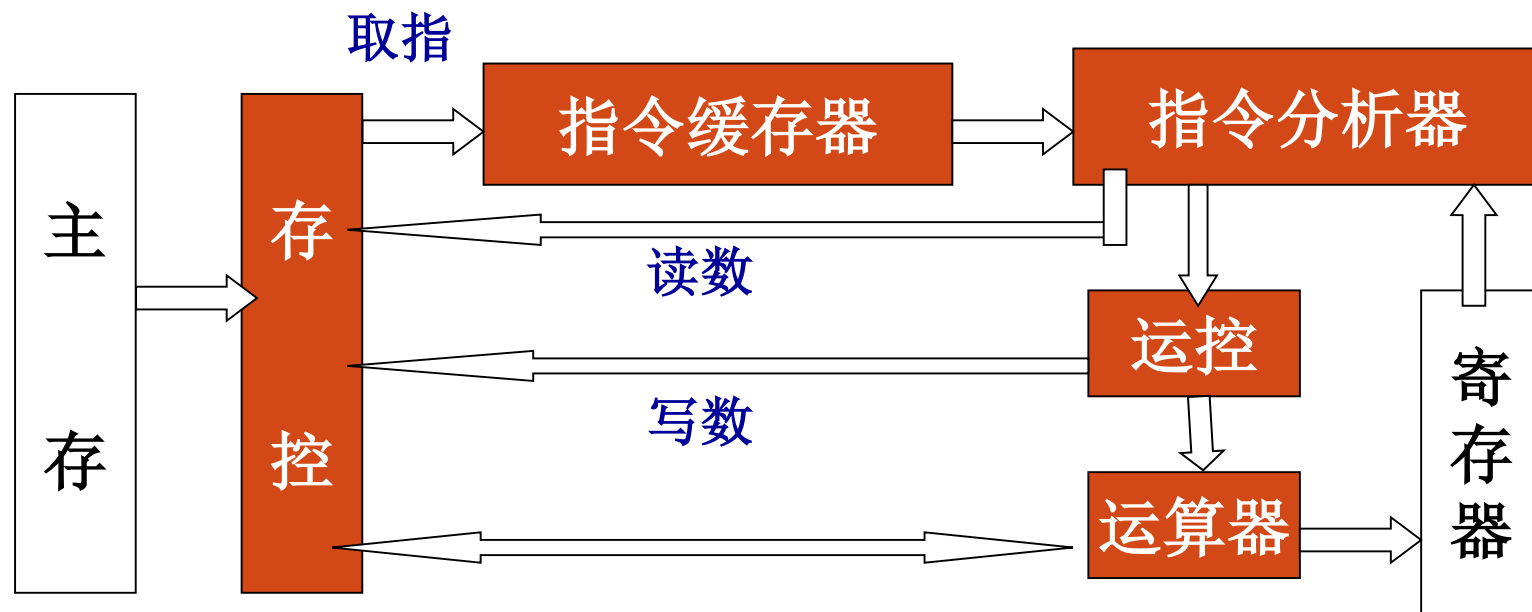 取指
指令缓存器
指令分析器
主存
存控
读数
运控
写数
运算器
寄存器